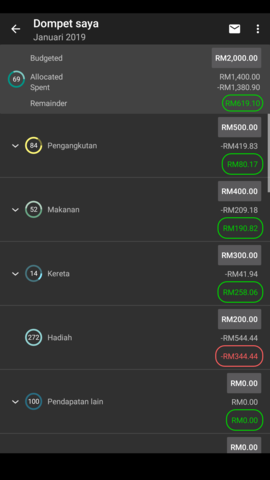 Dompet saya
Januari 2019
Budgeted RM2,000.00
69
Allocated RM1,400.00
Spent -RM1,380.90
Remainder RM619.10
RM500.00
84 Pengangkutan -RM419.83
RM80.17
RM400.00
52 Makanan -RM209.18
RM190.82
RM300.00
14 Kereta -RM41.94
RM258.06
RM200.00
272 Hadiah -RM544.44
-RM344.44
RM0.00
100 Pendapatan lain RM0.00
RM0.00
RM0.00